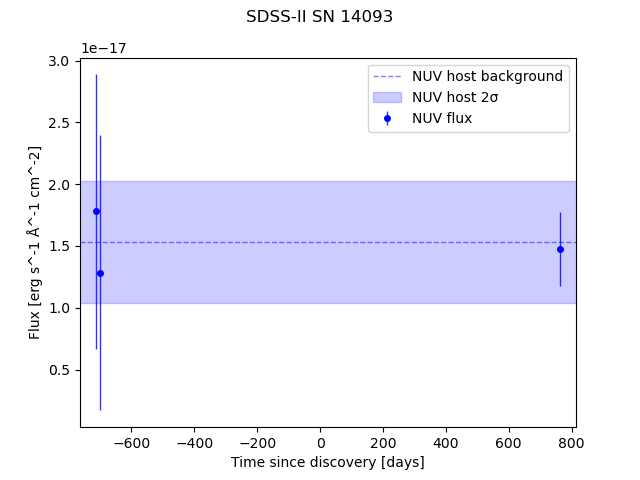 SDSS-II SN 14093
1e−17
3.0
2.5
2.0
1.5
1.0
0.5
Flux [erg s^-1 Å^-1 cm^-2]
NUV host background
NUV host 2σ
NUV flux
−600 −400 −200 0 200 400 600 800
Time since discovery [days]